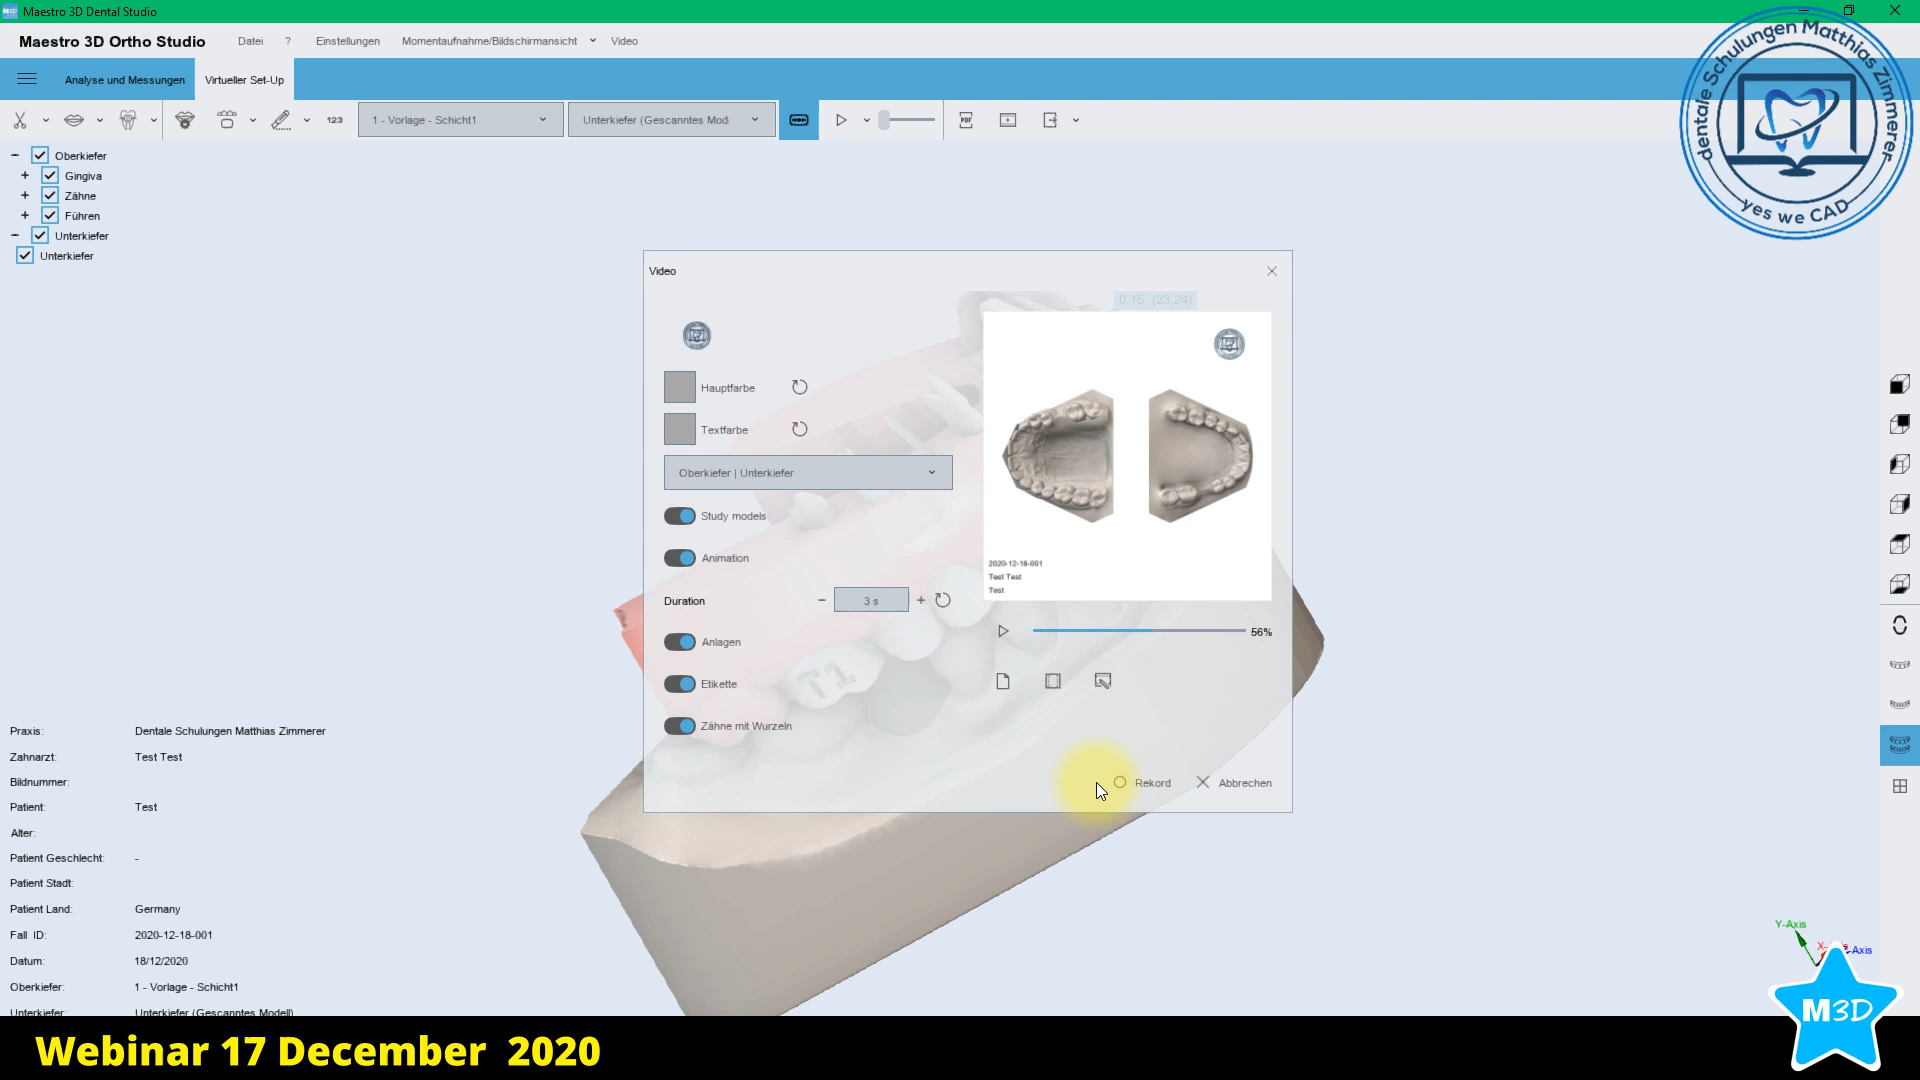 Maestro 3D Dental Studio
Maestro 3D Ortho Studio Datei ? Einstellungen Momentaufnahme/Bildschirmansicht Video
Analyse und Messungen Virtueller Set-Up
123 1 - Vorlage - Schicht1 Unterkiefer (Gescanntes Mod PDF
dentale Schulungen Matthias Zimmerer
yes we CAD
Oberkiefer
Gingiva
Zähne
Führen
Unterkiefer
Unterkiefer
Video
0.15 (23,24)
Hauptfarbe
Textfarbe
Oberkiefer | Unterkiefer
Study models
Animation
Duration 3 s
Anlagen
Etikette
Zähne mit Wurzeln
2020-12-18-001
Test Test
Test
56%
Rekord Abbrechen
Praxis: Dentale Schulungen Matthias Zimmerer
Zahnarzt: Test Test
Bildnummer:
Patient: Test
Alter:
Patient Geschlecht: -
Patient Stadt:
Patient Land: Germany
Fall ID: 2020-12-18-001
Datum: 18/12/2020
Oberkiefer: 1 - Vorlage - Schicht1
Unterkiefer: Unterkiefer (Gescanntes Modell)
Y-Axis
Axis
M3D
Webinar 17 December 2020